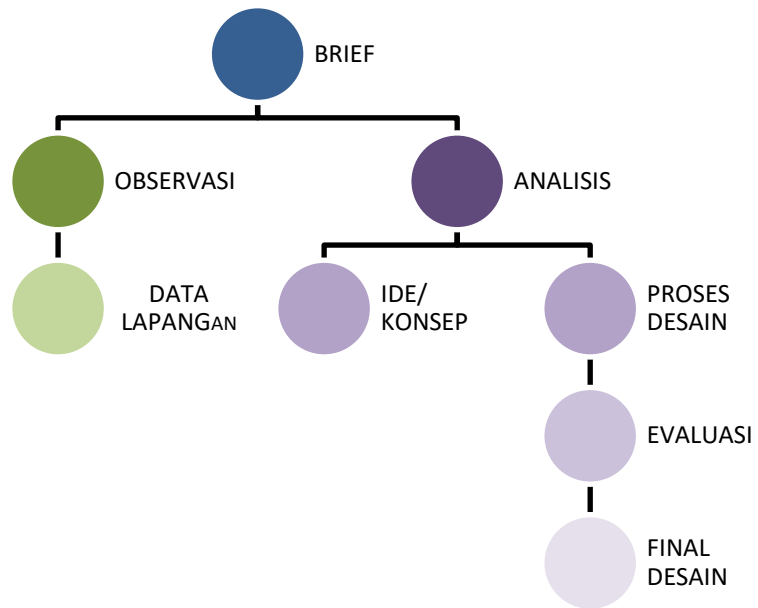 BRIEF
OBSERVASI
ANALISIS
DATA
LAPANGAN
IDE/
KONSEP
PROSES
DESAIN
EVALUASI
FINAL
DESAIN